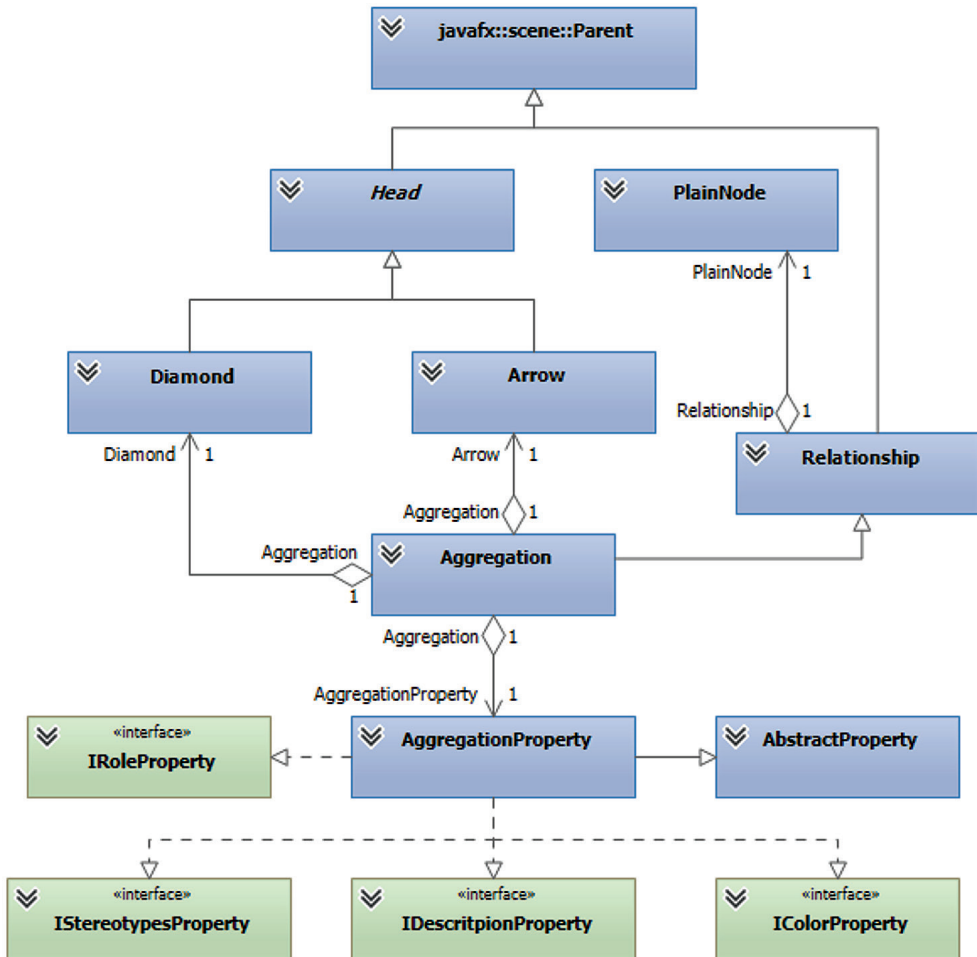 javafx::scene::Parent
Head
PlainNode
PlainNode 1
Diamond
Arrow
Relationship 1
Diamond 1
Arrow 1
Relationship
Aggregation 1
Aggregation
1
Aggregation
Aggregation 1
AggregationProperty 1
«interface»
IRoleProperty
AggregationProperty
AbstractProperty
«interface»
IStereotypesProperty
«interface»
IDescritpionProperty
«interface»
IColorProperty